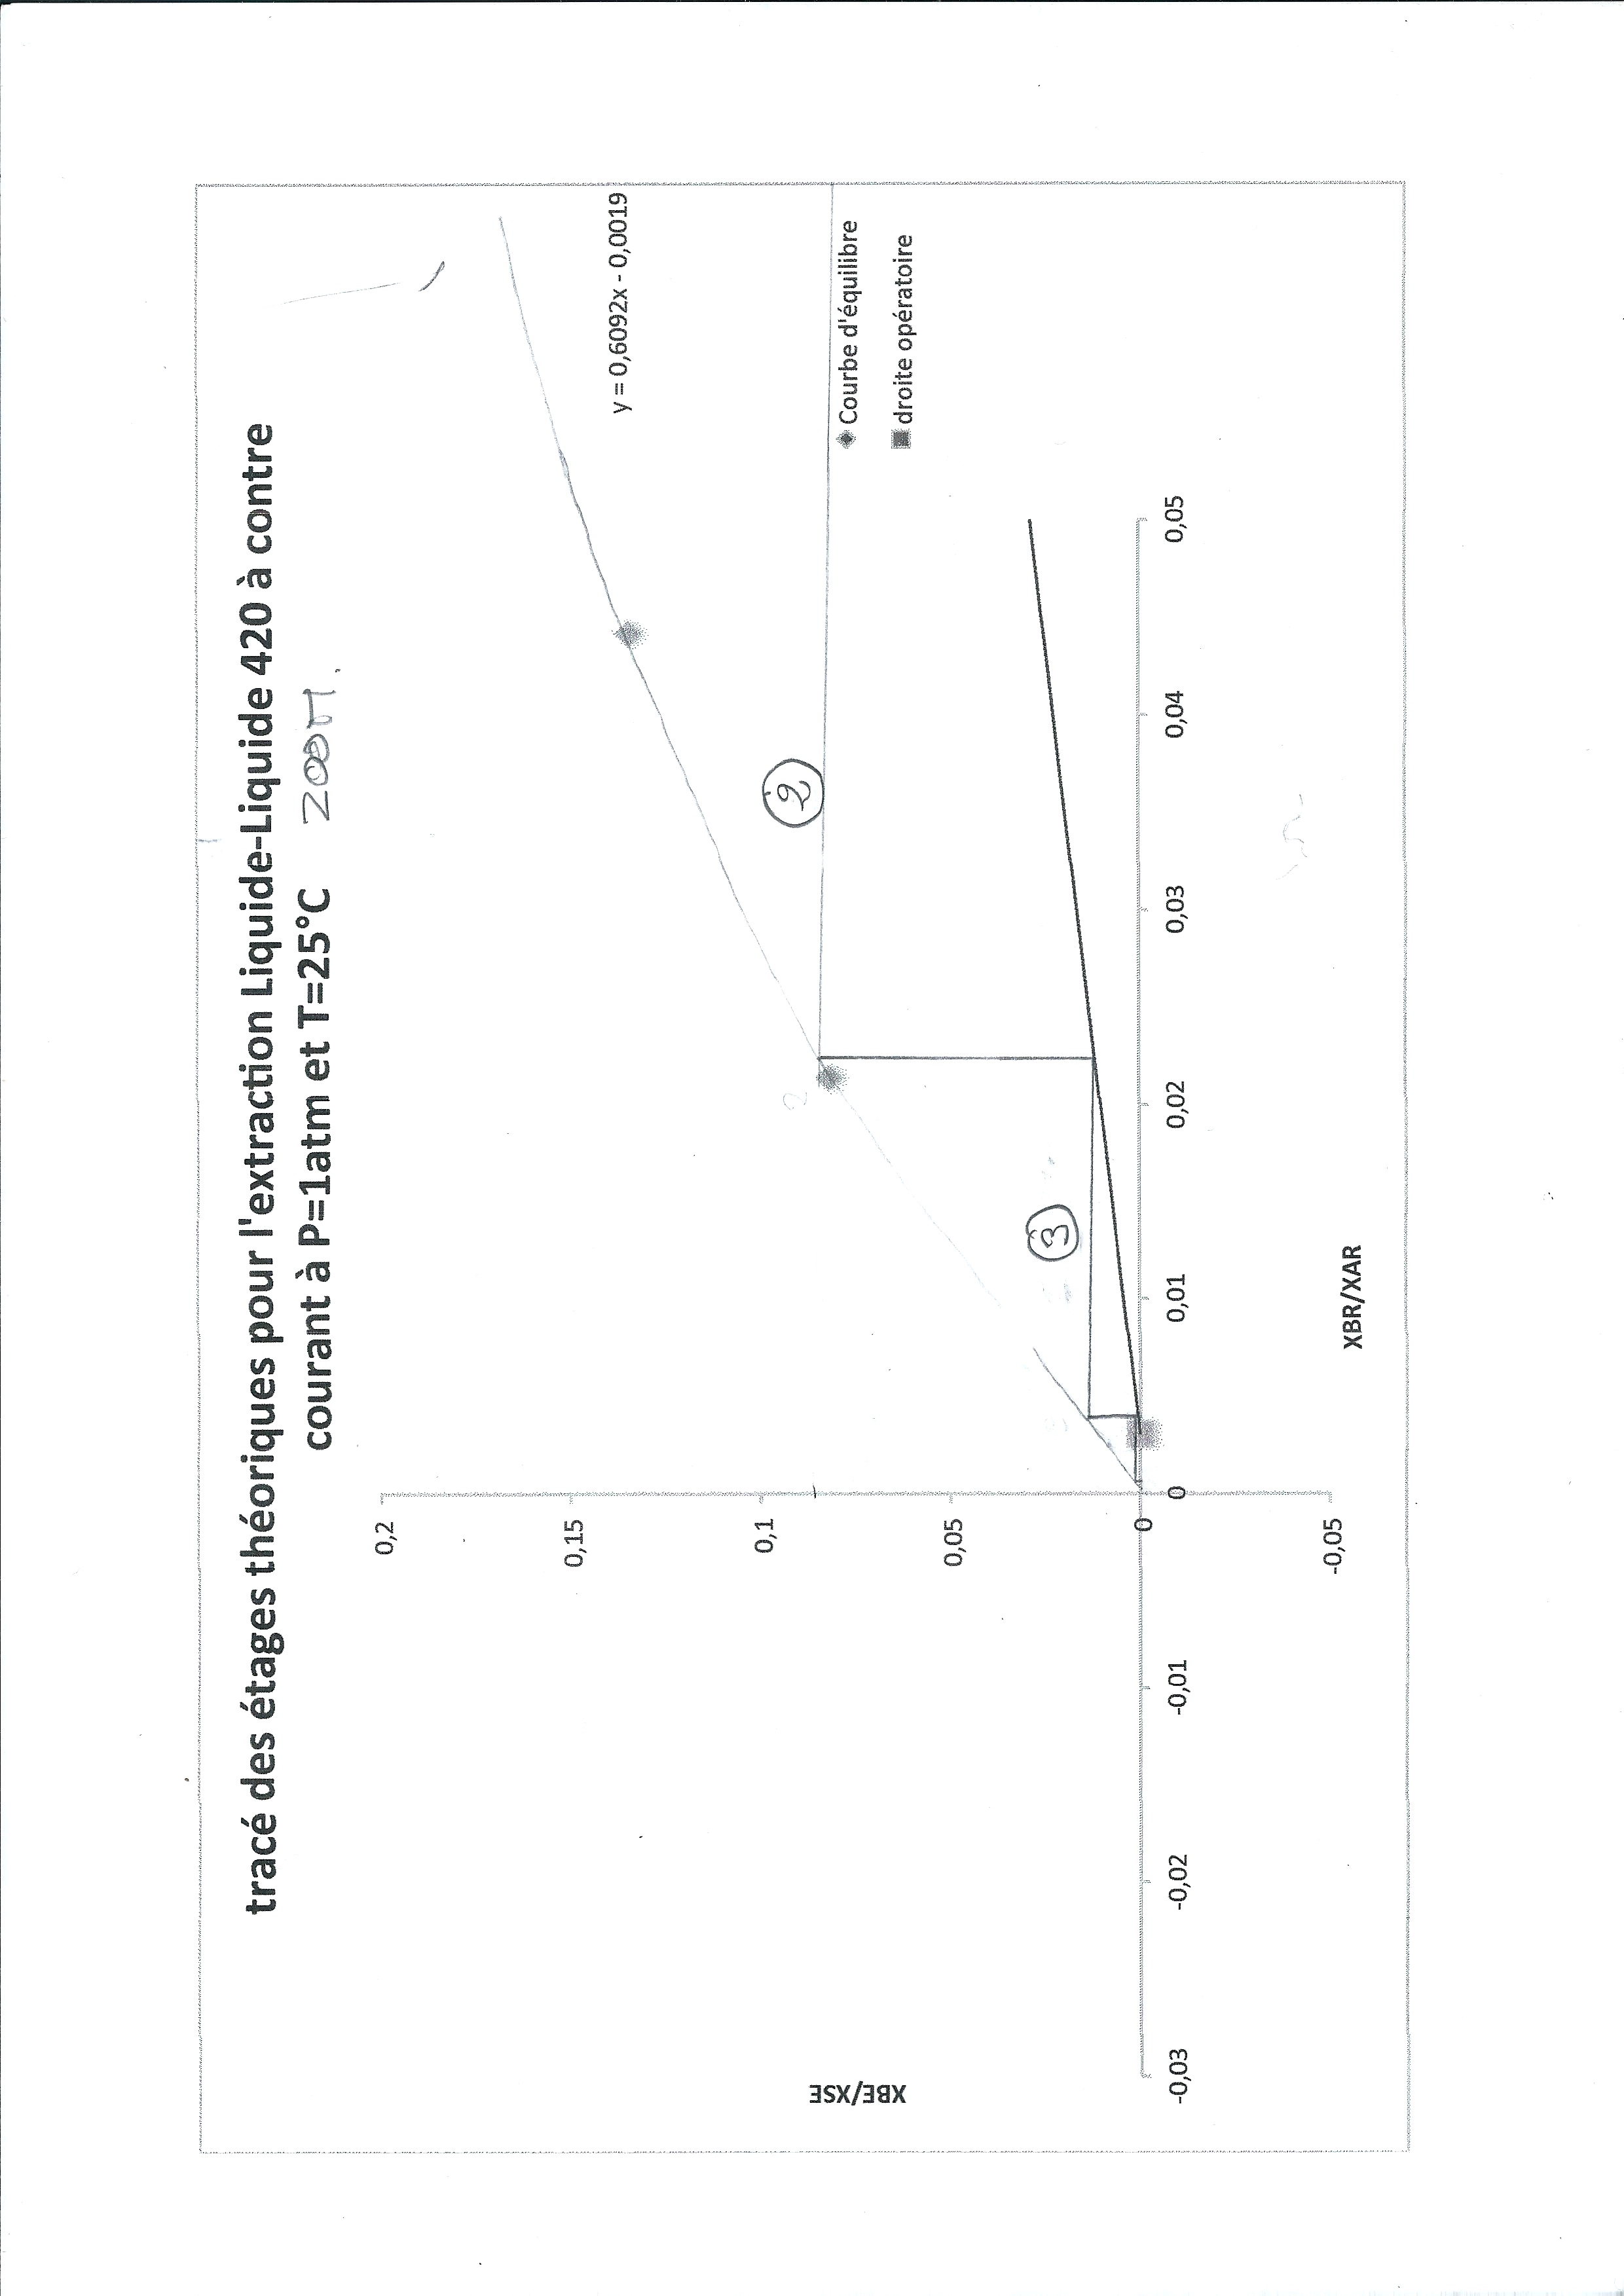 tracé des étages théoriques pour l'extraction Liquide-Liquide 420 à contre
courant à P=1atm et T=25°C ZOOM.
y = 0,6092x - 0,0019
Courbe d'équilibre
droite opératoire
XBE/XSE
0,2
0,15
0,1
0,05
0
-0,05
2
2
3
-0,03
-0,02
-0,01
0
0,01
0,02
0,03
0,04
0,05
XBR/XAR